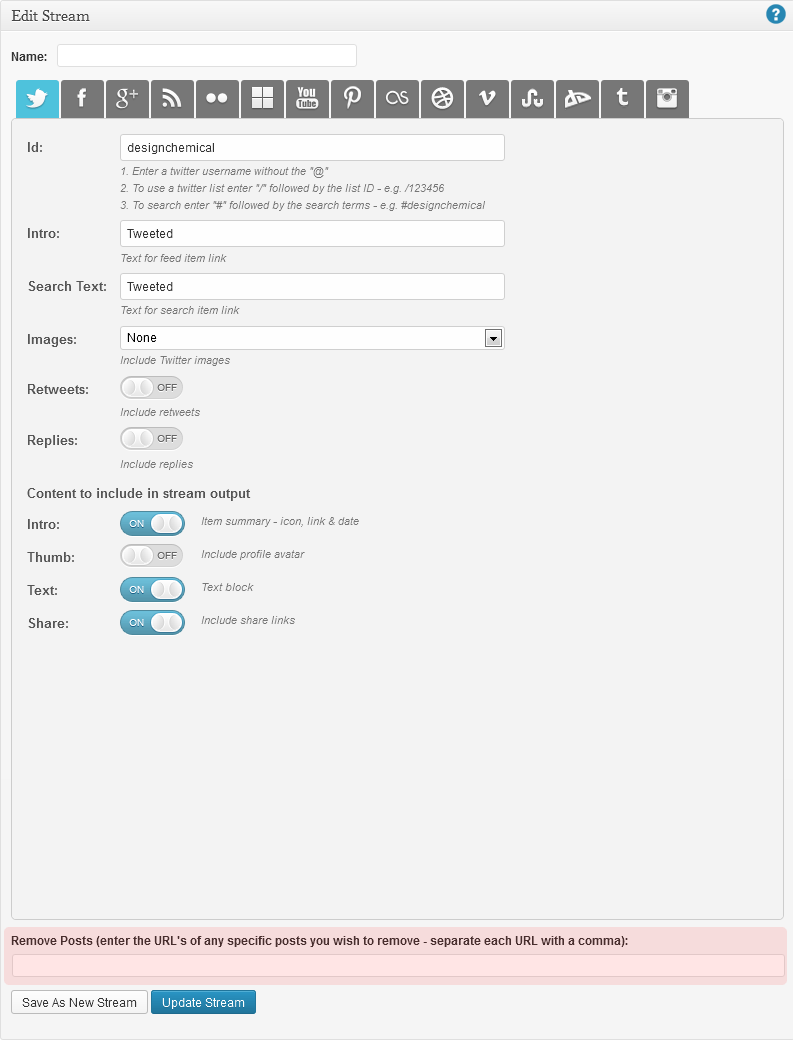 Edit Stream
?
Name:
f g+ You Tube t
Id: designchemical
1. Enter a twitter username without the "@"
2. To use a twitter list enter "/" followed by the list ID - e.g. /123456
3. To search enter "#" followed by the search terms - e.g. #designchemical
Intro: Tweeted
Text for feed item link
Search Text: Tweeted
Text for search item link
Images: None
Include Twitter images
Retweets: OFF
Include retweets
Replies: OFF
Include replies
Content to include in stream output
Intro: ON Item summary - icon, link & date
Thumb: OFF Include profile avatar
Text: ON Text block
Share: ON Include share links
Remove Posts (enter the URL's of any specific posts you wish to remove - separate each URL with a comma):
Save As New Stream Update Stream